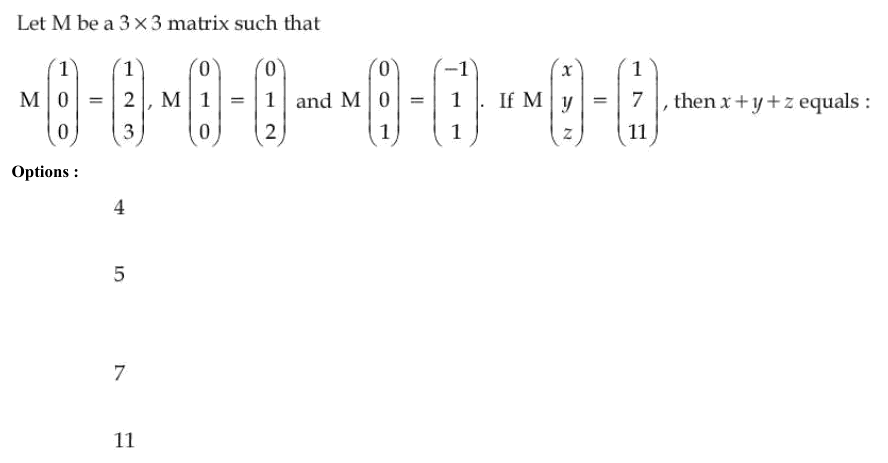 Let M be a 3×3 matrix such that
M (1 0 0) = (1 2 3), M (0 1 0) = (0 1 2) and M (0 0 1) = (−1 1 1). If M (x y z) = (1 7 11), then x+y+z equals :
Options :
4
5
7
11